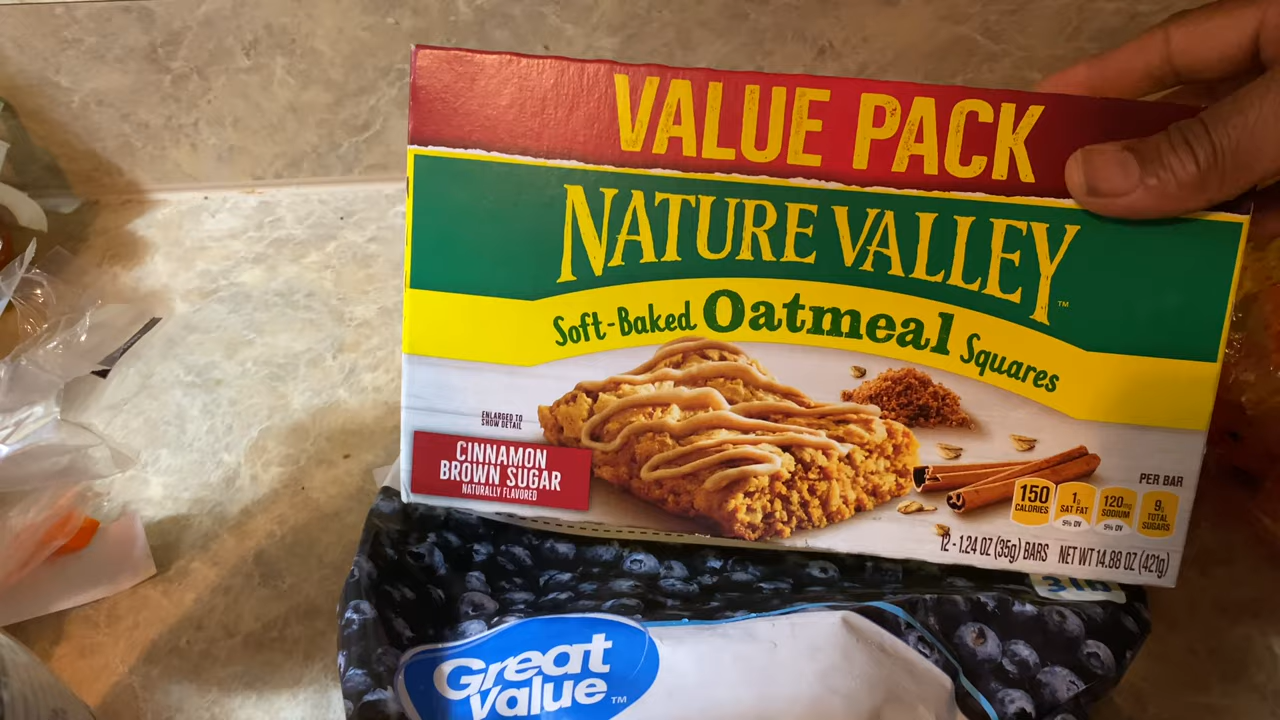 VALUE PACK
NATURE VALLEY™
Soft-Baked Oatmeal Squares
ENLARGED TO
SHOW DETAIL
CINNAMON
BROWN SUGAR
NATURALLY FLAVORED
PER BAR
150
CALORIES
1g
SAT FAT
5% DV
120mg
SODIUM
5% DV
9g
TOTAL
SUGARS
12 - 1.24 OZ (35g) BARS NET WT 14.88 OZ (421g)
Great
Value™